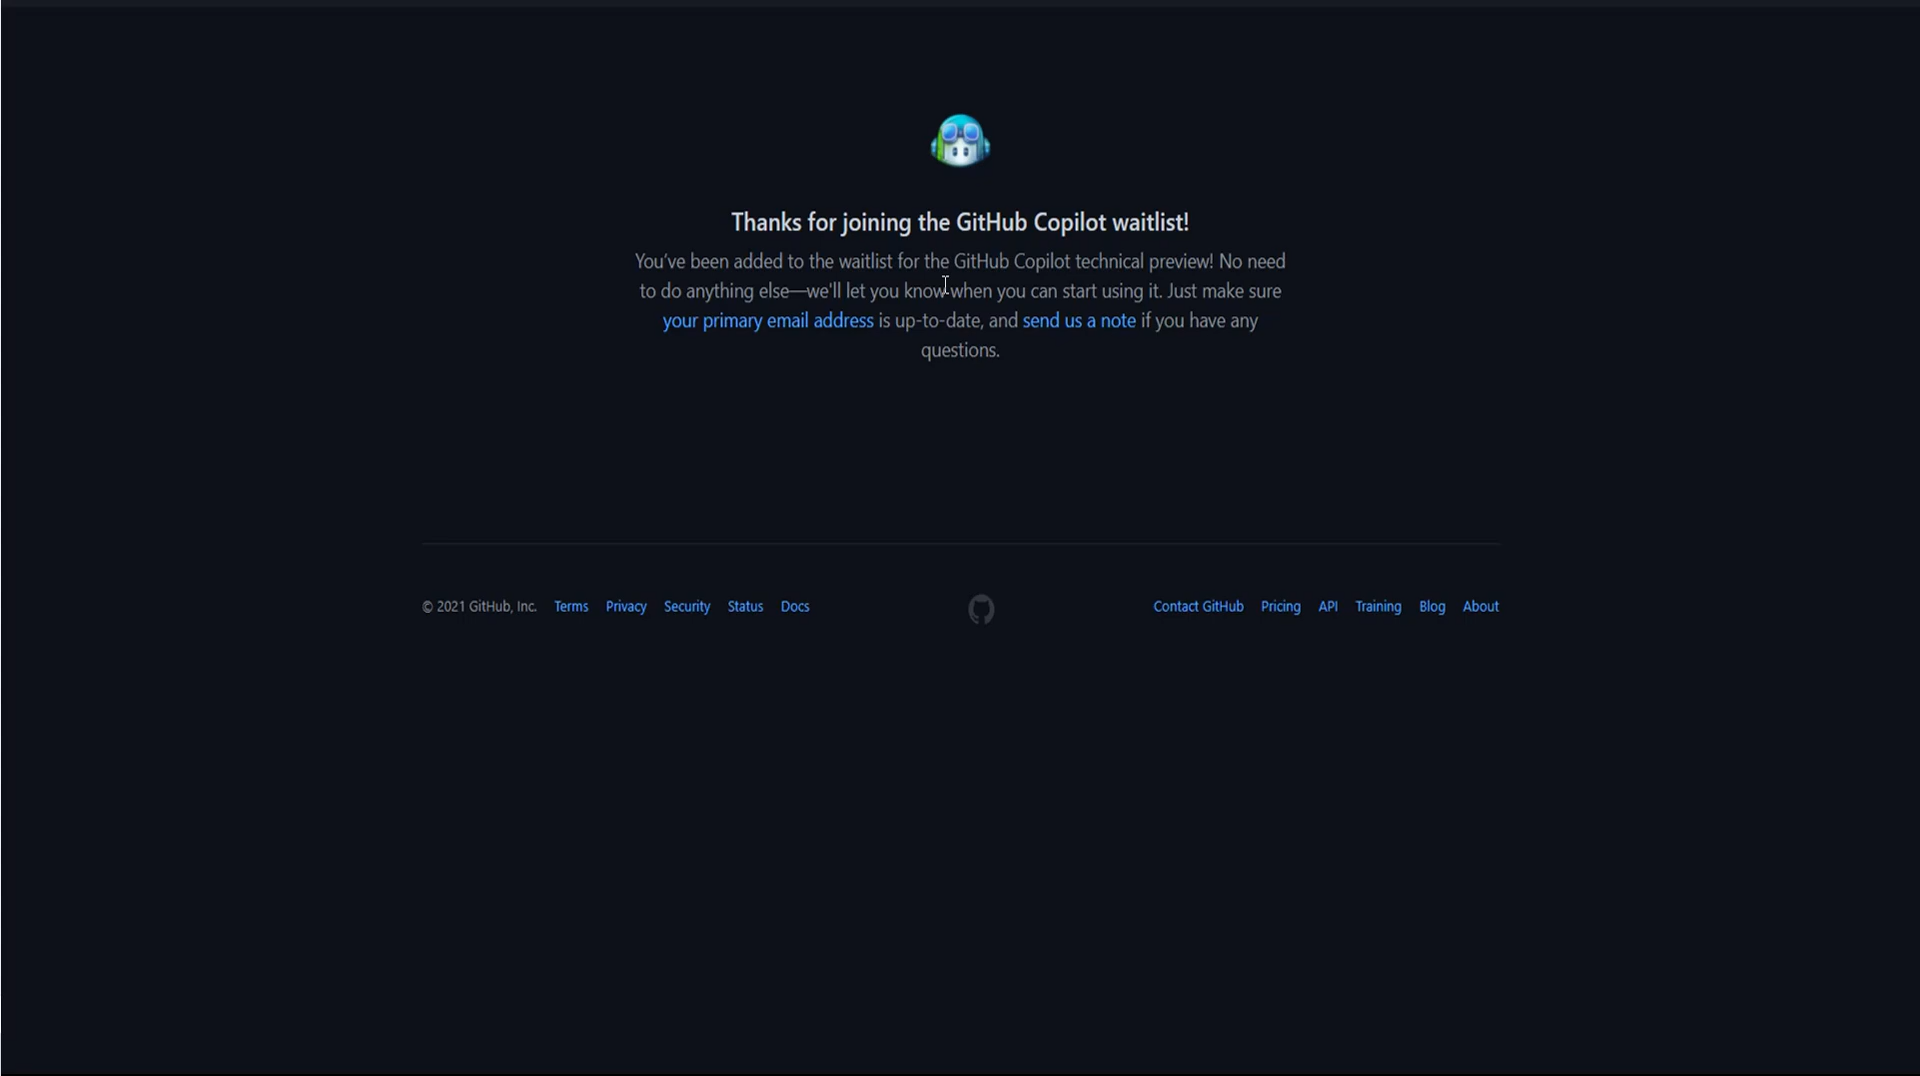 Thanks for joining the GitHub Copilot waitlist!
You've been added to the waitlist for the GitHub Copilot technical preview! No need
to do anything else—we'll let you know when you can start using it. Just make sure
your primary email address is up-to-date, and send us a note if you have any
questions.
© 2021 GitHub, Inc. Terms Privacy Security Status Docs Contact GitHub Pricing API Training Blog About